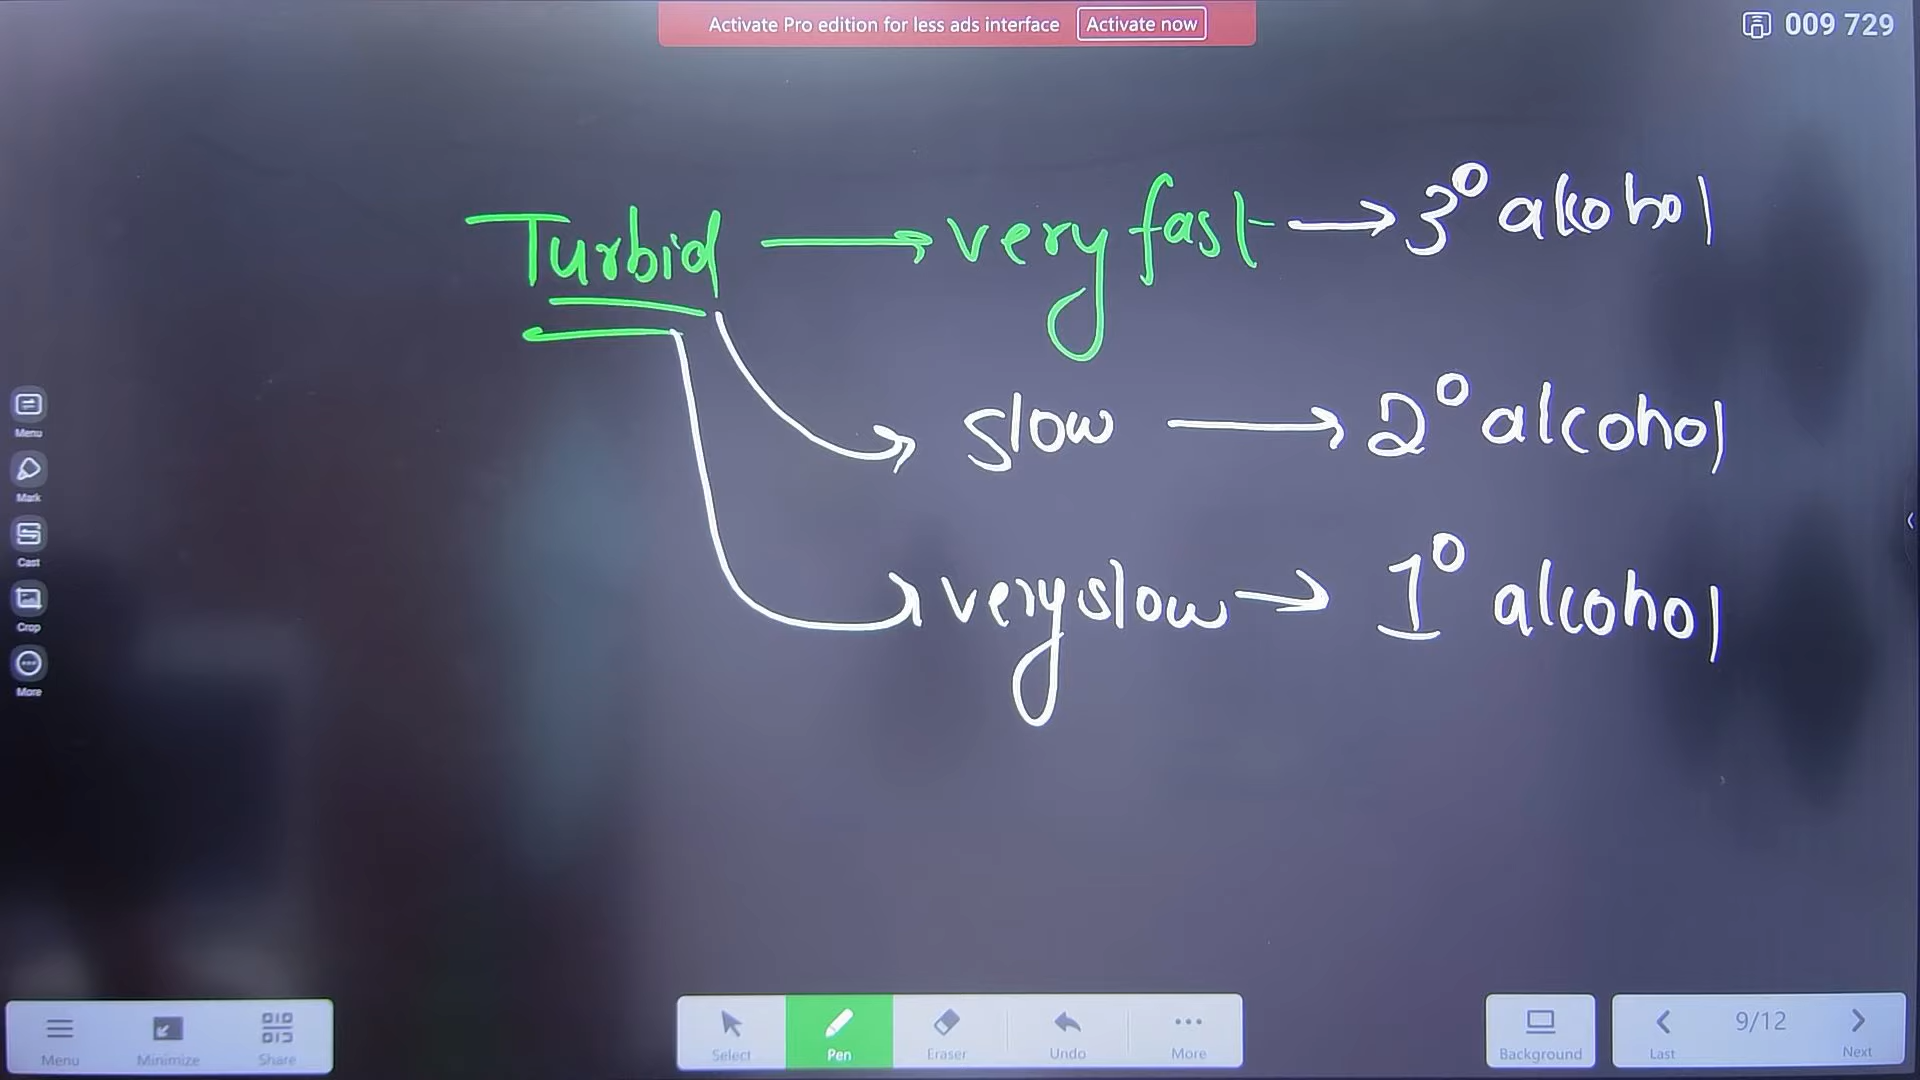 Activate Pro edition for less ads interface Activate now
009 729
Turbid → very fast → 3° alcohol
slow → 2° alcohol
very slow → 1° alcohol
Menu
Mark
Cast
Crop
More
Menu Minimize Share
Select Pen Eraser Undo More
Background
Last 9/12 Next